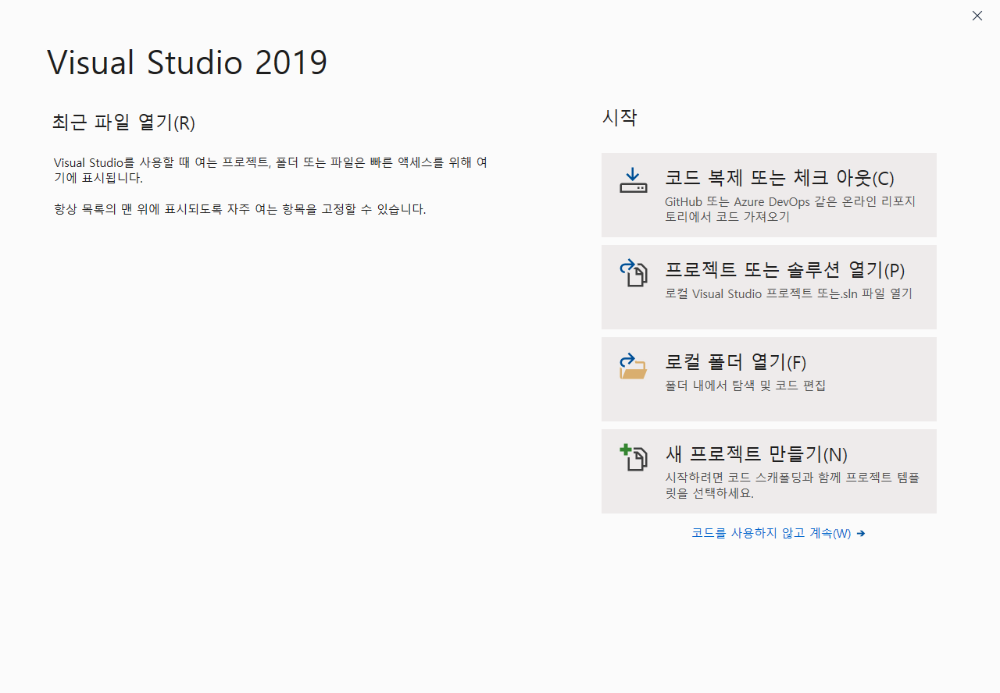 Visual Studio 2019
최근 파일 열기(R)
Visual Studio를 사용할 때 여는 프로젝트, 폴더 또는 파일은 빠른 액세스를 위해 여
기에 표시됩니다.
항상 목록의 맨 위에 표시되도록 자주 여는 항목을 고정할 수 있습니다.
시작
코드 복제 또는 체크 아웃(C)
GitHub 또는 Azure DevOps 같은 온라인 리포지
토리에서 코드 가져오기
프로젝트 또는 솔루션 열기(P)
로컬 Visual Studio 프로젝트 또는.sln 파일 열기
로컬 폴더 열기(F)
폴더 내에서 탐색 및 코드 편집
새 프로젝트 만들기(N)
시작하려면 코드 스캐폴딩과 함께 프로젝트 템플
릿을 선택하세요.
코드를 사용하지 않고 계속(W) →